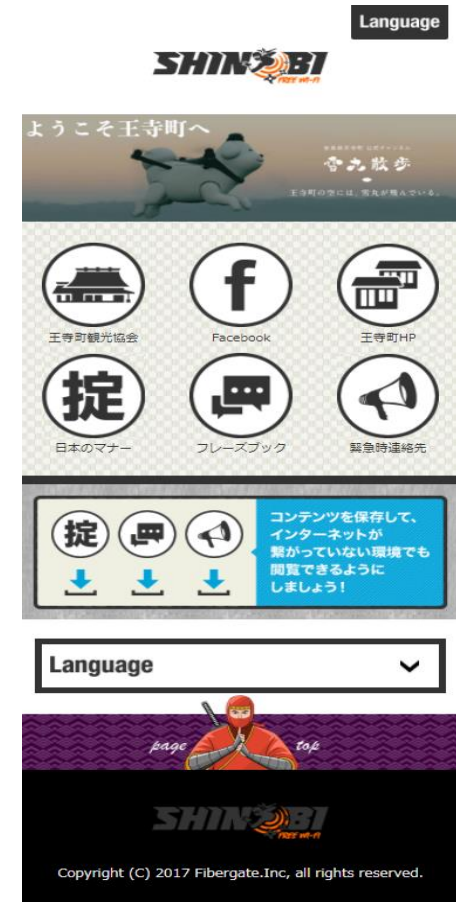 Language
SHINOBI
FREE WI-FI
ようこそ王寺町へ
雪丸散歩
王寺町の空には、雪丸が飛んでいる。
王寺町観光協会
Facebook
王寺町HP
掟
日本のマナー
フレーズブック
緊急時連絡先
掟
コンテンツを保存して、
インターネットが
繋がっていない環境でも
閲覧できるように
しましょう！
Language
page top
SHINOBI
FREE WI-FI
Copyright (C) 2017 Fibergate.Inc, all rights reserved.